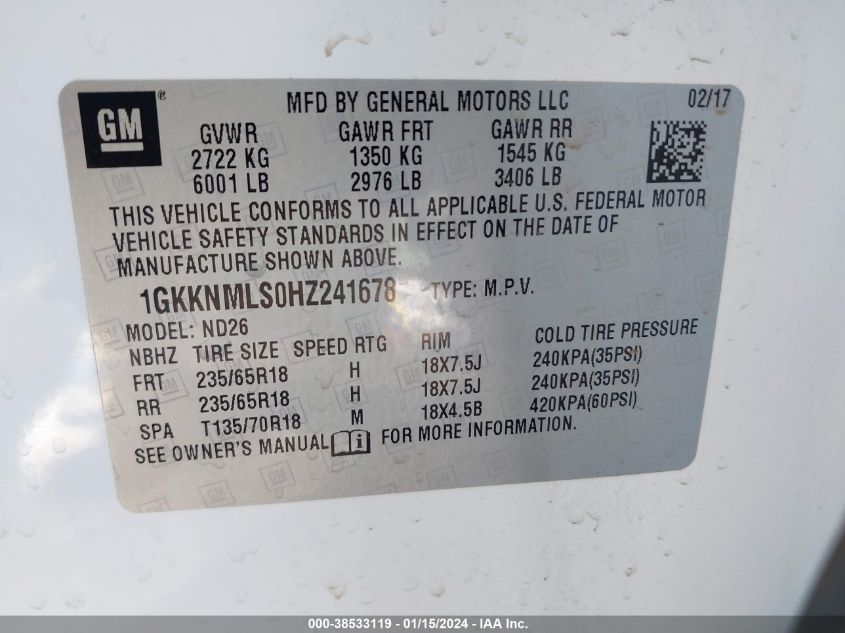 GM ®
MFD BY GENERAL MOTORS LLC 02/17
GVWR GAWR FRT GAWR RR
2722 KG 1350 KG 1545 KG
6001 LB 2976 LB 3406 LB
THIS VEHICLE CONFORMS TO ALL APPLICABLE U.S. FEDERAL MOTOR
VEHICLE SAFETY STANDARDS IN EFFECT ON THE DATE OF
MANUFACTURE SHOWN ABOVE.
1GKKNMLS0HZ241678 TYPE: M.P.V.
MODEL: ND26
NBHZ TIRE SIZE SPEED RTG RIM COLD TIRE PRESSURE
FRT 235/65R18 H 18X7.5J 240KPA(35PSI)
RR 235/65R18 H 18X7.5J 240KPA(35PSI)
SPA T135/70R18 M 18X4.5B 420KPA(60PSI)
SEE OWNER'S MANUAL i FOR MORE INFORMATION.
000-38533119 - 01/15/2024 - IAA Inc.